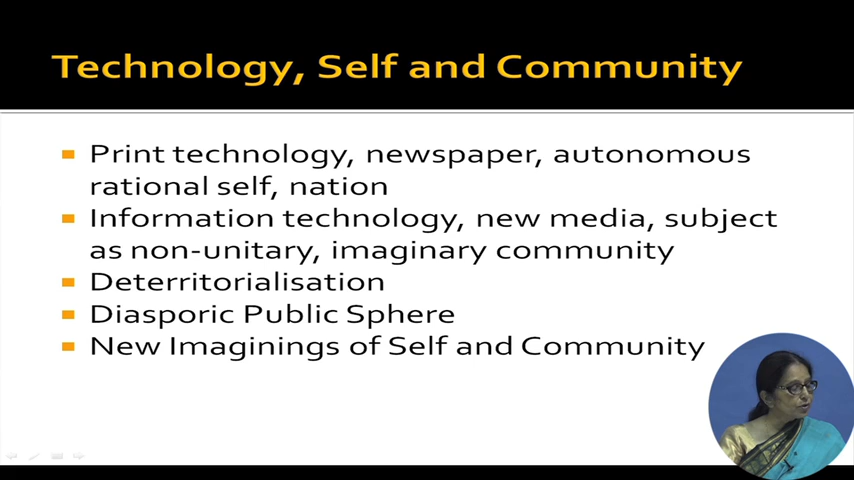 Technology, Self and Community
Print technology, newspaper, autonomous
rational self, nation
Information technology, new media, subject
as non-unitary, imaginary community
Deterritorialisation
Diasporic Public Sphere
New Imaginings of Self and Community